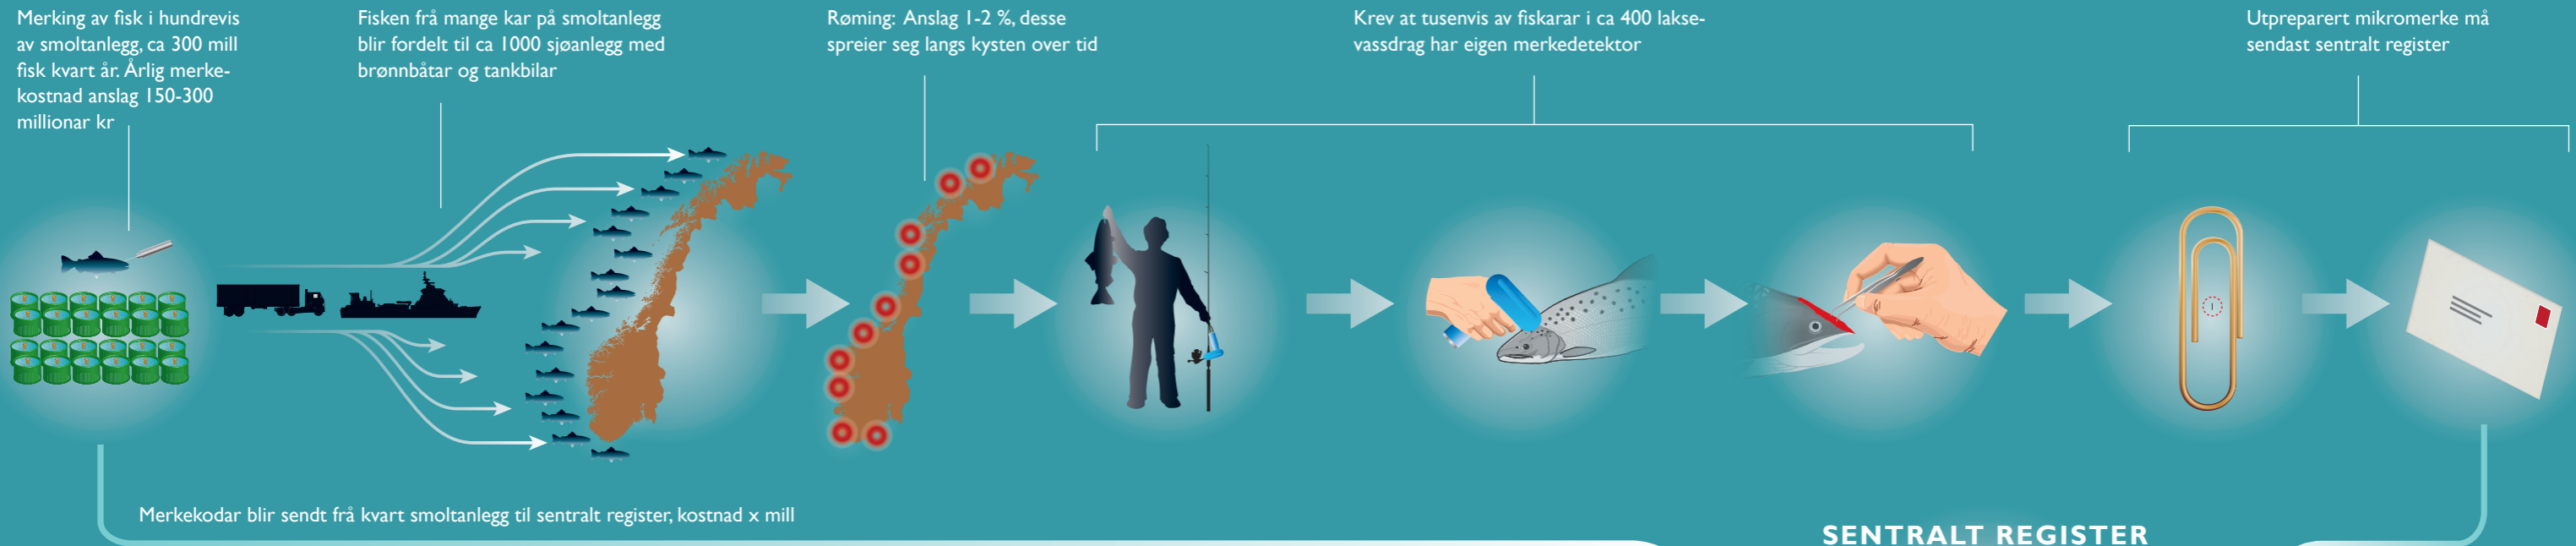 Merking av fisk i hundrevis
av smoltanlegg, ca 300 mill
fisk kvart år. Årlig merke-
kostnad anslag 150-300
millionar kr
Fisken frå mange kar på smoltanlegg
blir fordelt til ca 1000 sjøanlegg med
brønnbåtar og tankbilar
Røming: Anslag 1-2 %, desse
spreier seg langs kysten over tid
Krev at tusenvis av fiskarar i ca 400 lakse-
vassdrag har eigen merkedetektor
Utpreparert mikromerke må
sendast sentralt register
Merkekodar blir sendt frå kvart smoltanlegg til sentralt register, kostnad x mill
SENTRALT REGISTER